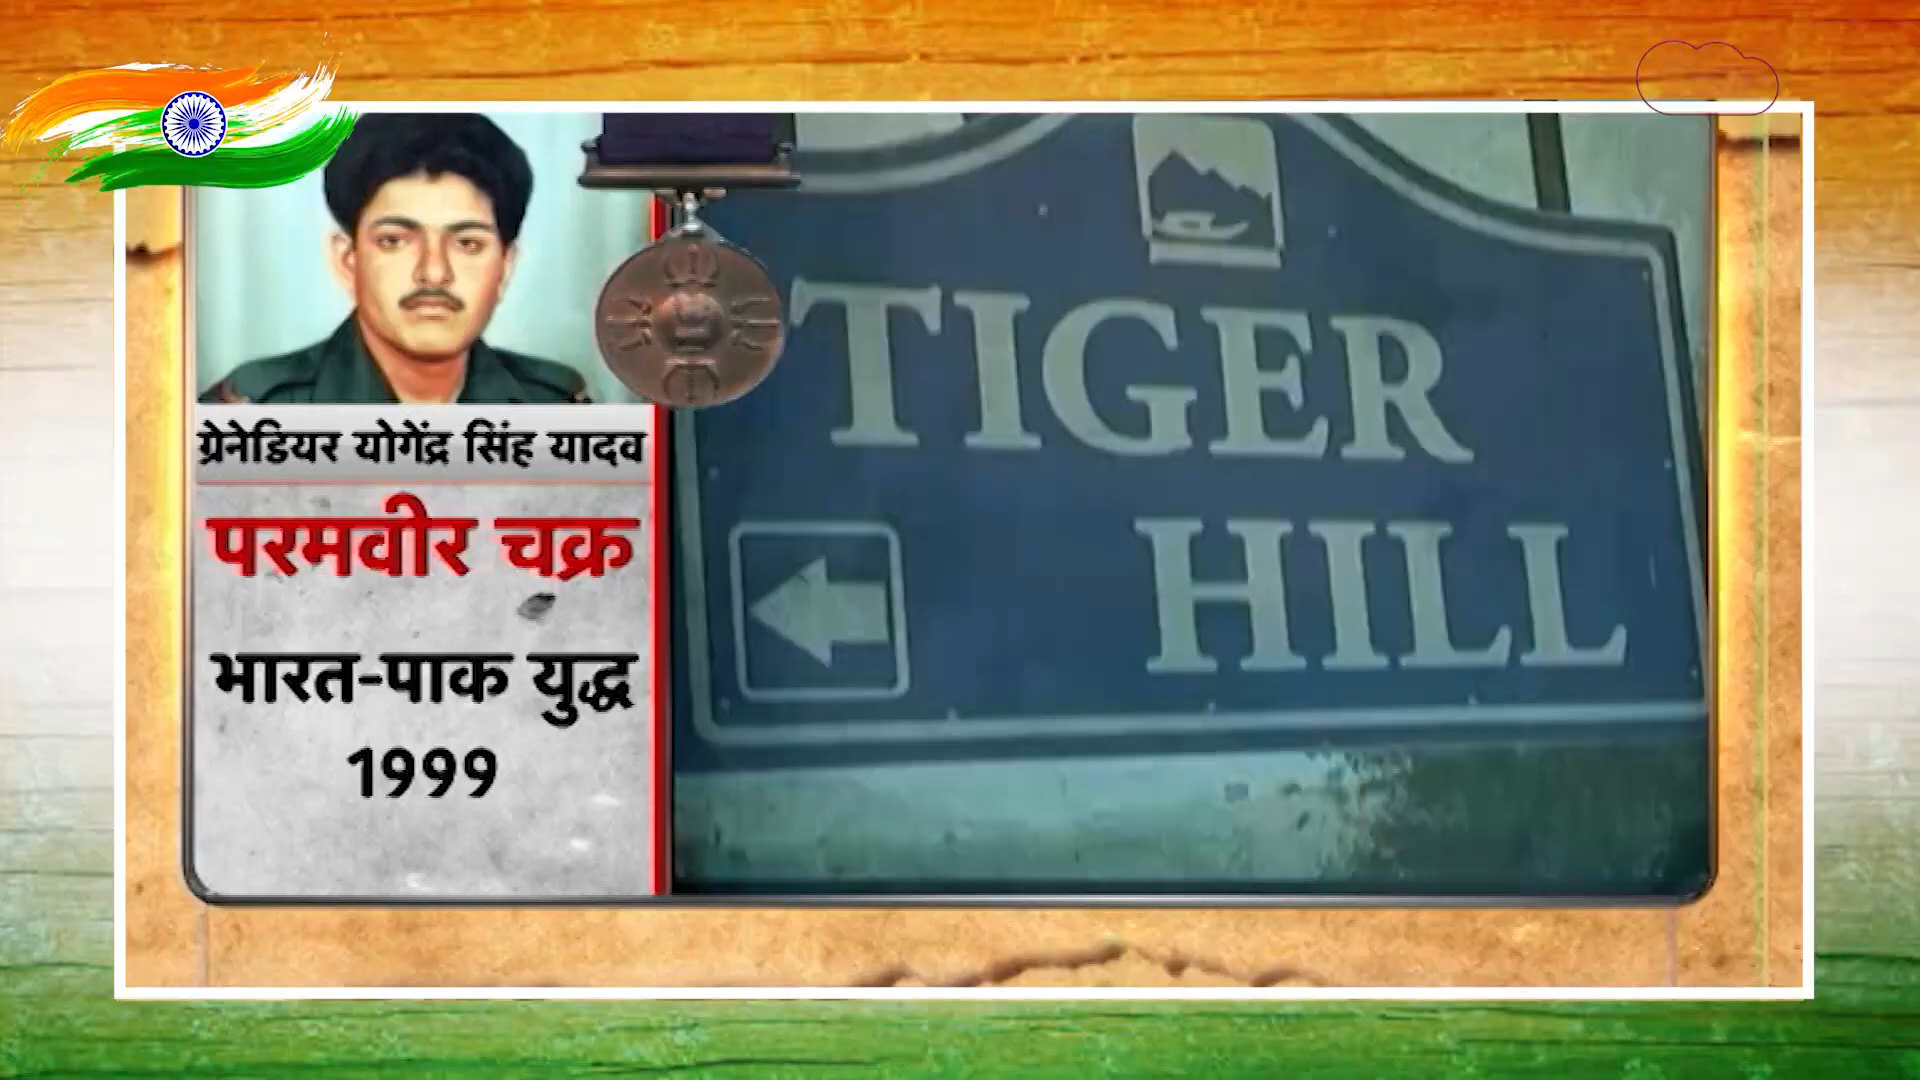 ग्रेनेडियर योगेंद्र सिंह यादव
परमवीर चक्र
भारत-पाक युद्ध
1999
TIGER
HILL